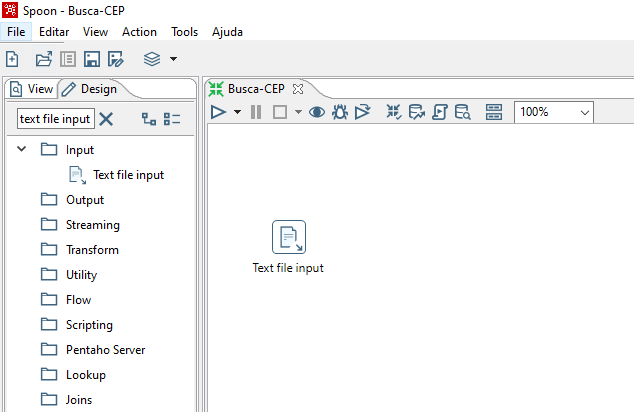 Spoon - Busca-CEP
File Editar View Action Tools Ajuda
View Design
Busca-CEP
text file input
100%
Input
Text file input
Output
Streaming
Transform
Utility
Flow
Scripting
Pentaho Server
Lookup
Joins
Text file input